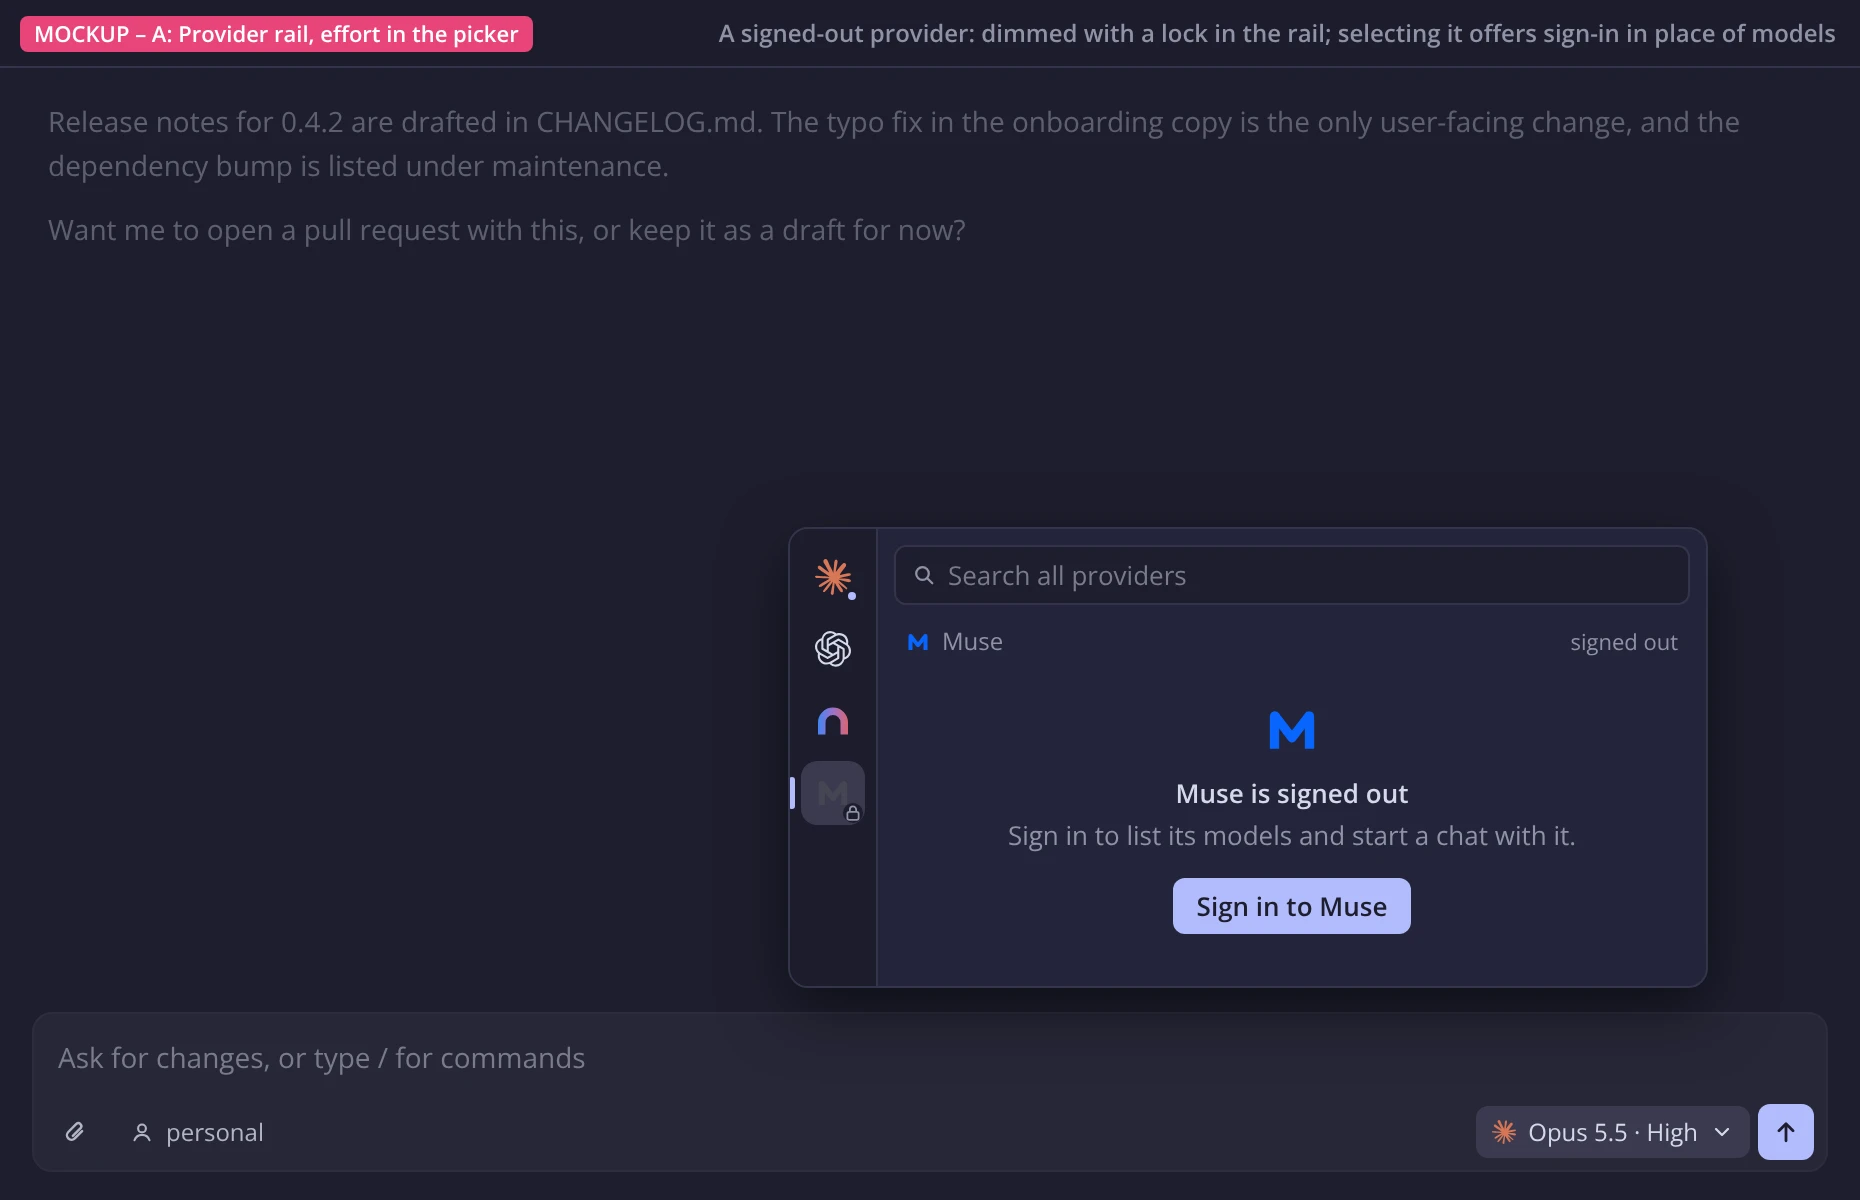 MOCKUP – A: Provider rail, effort in the picker
A signed-out provider: dimmed with a lock in the rail; selecting it offers sign-in in place of models
Release notes for 0.4.2 are drafted in CHANGELOG.md. The typo fix in the onboarding copy is the only user-facing change, and the
dependency bump is listed under maintenance.
Want me to open a pull request with this, or keep it as a draft for now?
Search all providers
Muse
signed out
Muse is signed out
Sign in to list its models and start a chat with it.
Sign in to Muse
Ask for changes, or type / for commands
personal
Opus 5.5 · High